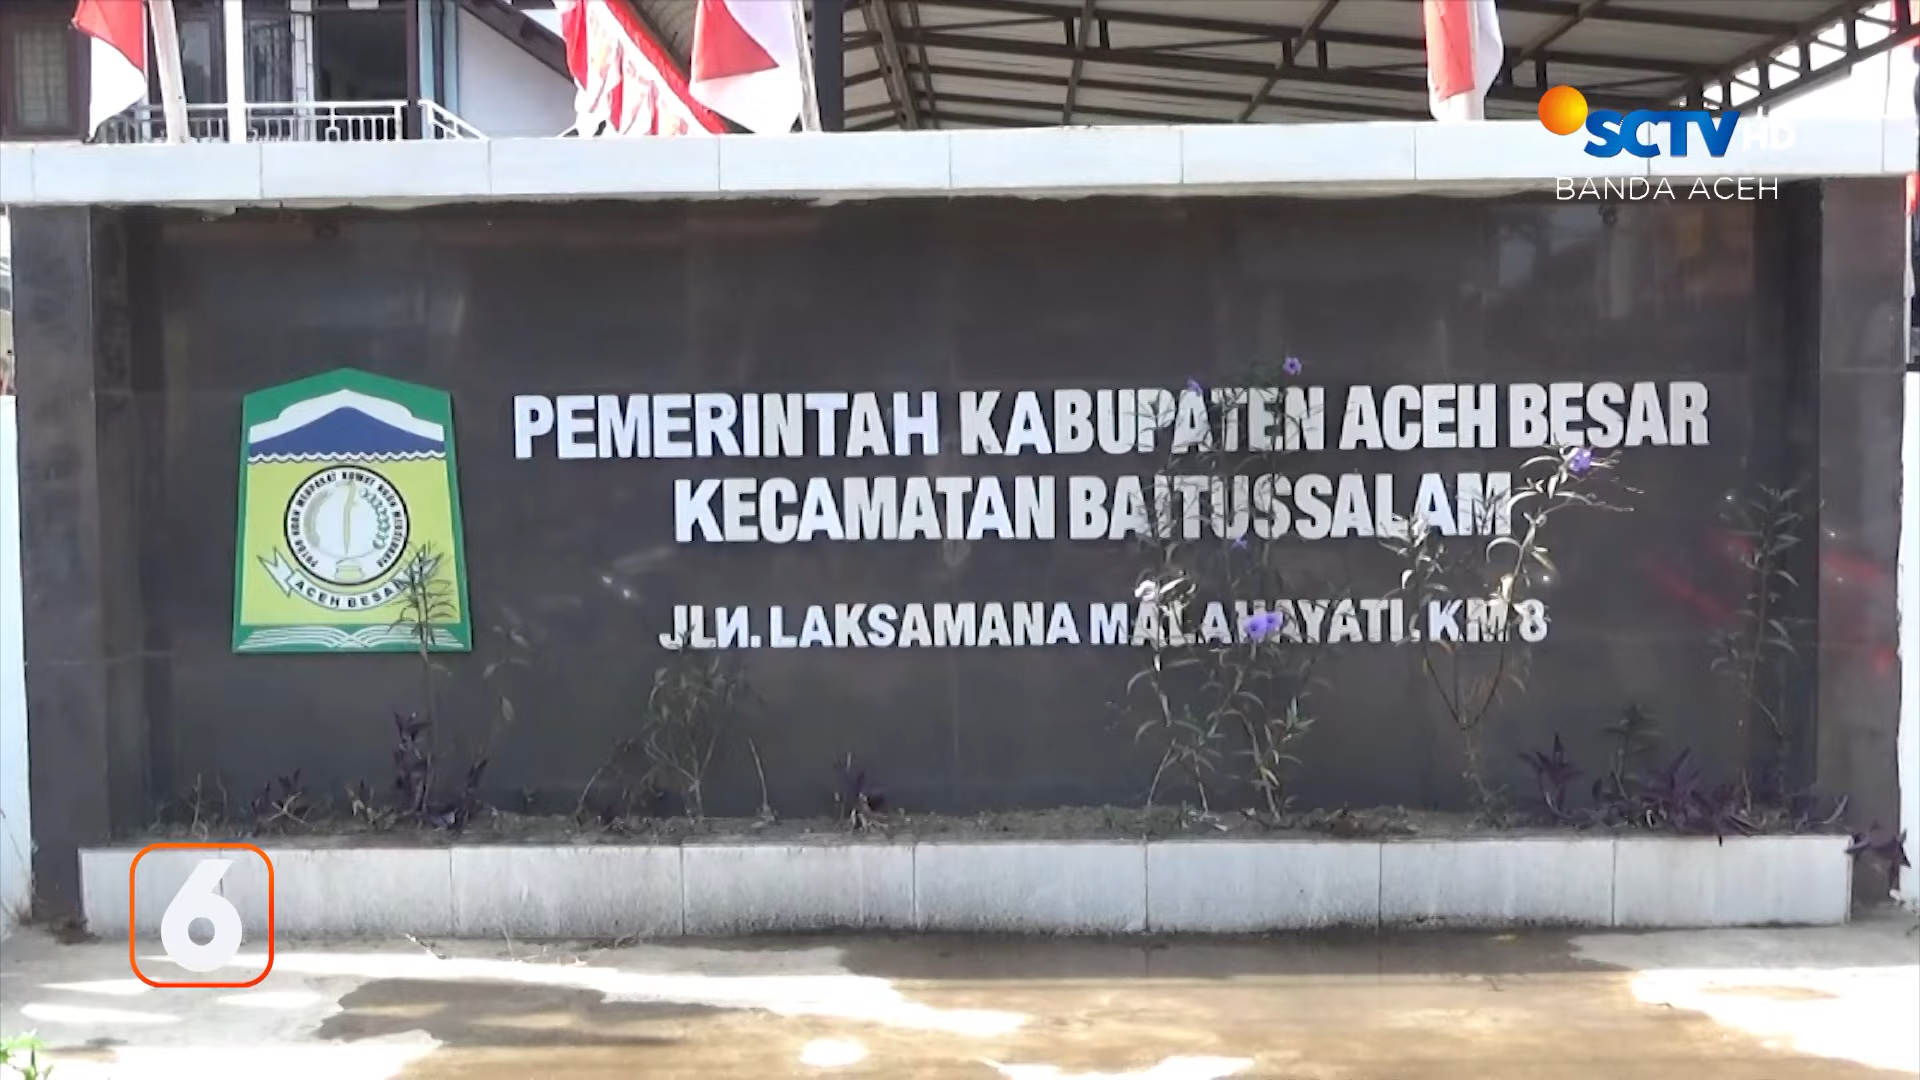 SCTV HD
BANDA ACEH
PEMERINTAH KABUPATEN ACEH BESAR
KECAMATAN BAITUSSALAM
JLN. LAKSAMANA MALAHAYATI. KM 8
ACEH BESAR
6